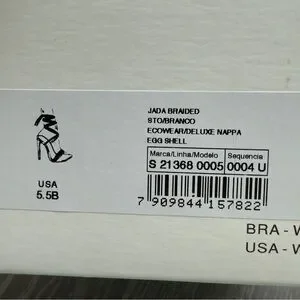 JADA BRAIDED
STO/BRANCO
ECOWEAR/DELUXE NAPPA
EGG SHELL
Marca/Linha/Modelo Sequencia
S 21368 0005 0004 U
USA
5.5B
7 909844 157822
BRA - W
USA - W